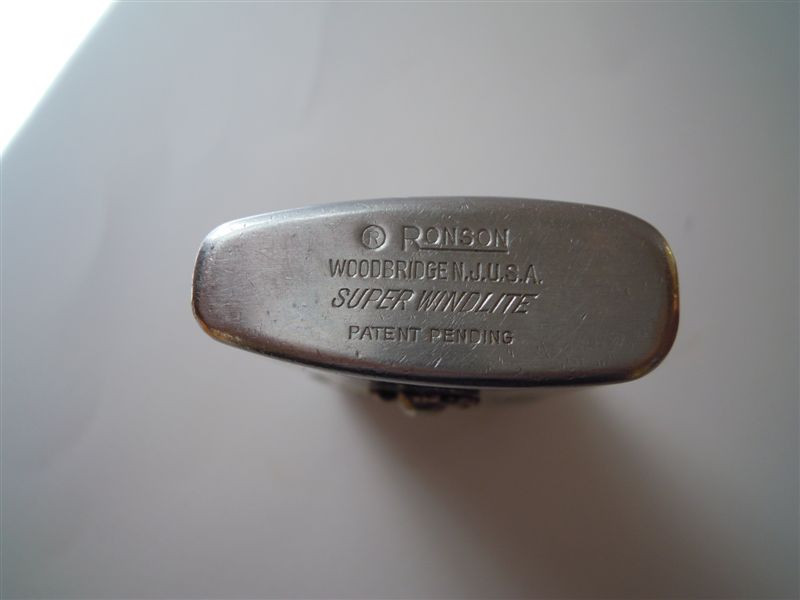 ® RONSON
WOODBRIDGE N.J. U.S.A.
SUPER WINDLITE
PATENT PENDING